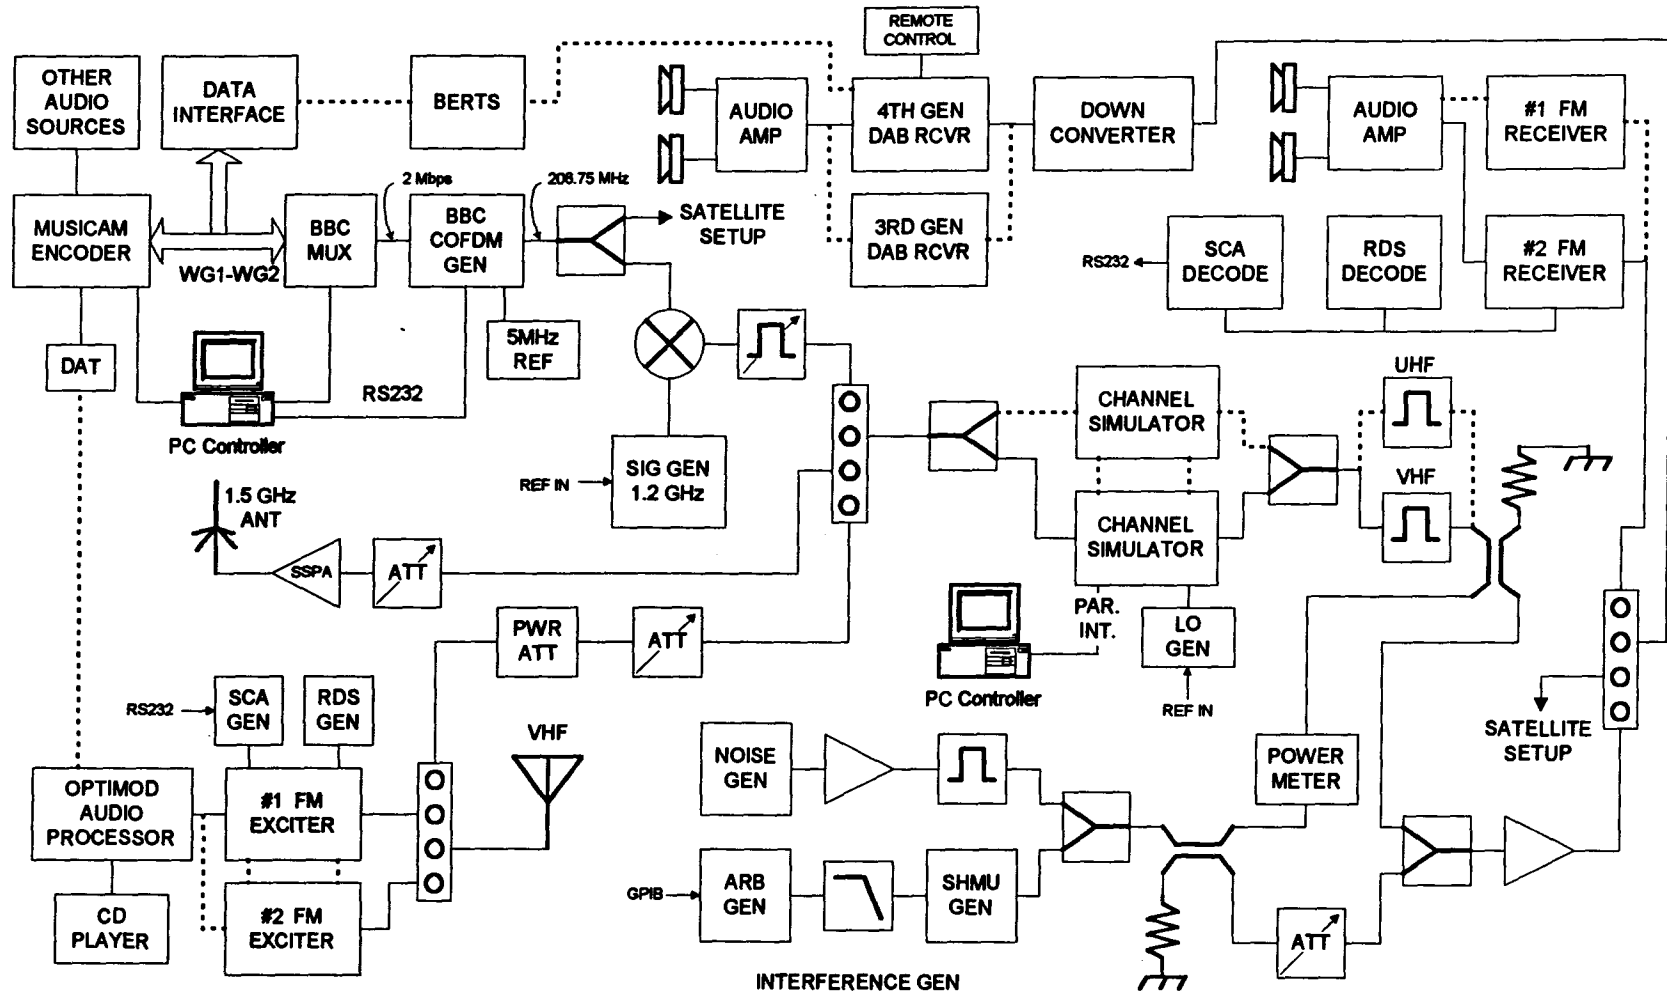 REMOTE
CONTROL
OTHER
AUDIO
SOURCES
DATA
INTERFACE
BERTS
AUDIO
AMP
4TH GEN
DAB RCVR
DOWN
CONVERTER
AUDIO
AMP
#1 FM
RECEIVER
2 Mbps
206.75 MHz
MUSICAM
ENCODER
WG1-WG2
BBC
MUX
BBC
COFDM
GEN
SATELLITE
SETUP
3RD GEN
DAB RCVR
RS232
SCA
DECODE
RDS
DECODE
#2 FM
RECEIVER
DAT
PC Controller
RS232
5MHz
REF
REF IN
SIG GEN
1.2 GHz
CHANNEL
SIMULATOR
CHANNEL
SIMULATOR
UHF
VHF
1.5 GHz
ANT
SSPA
ATT
PWR
ATT
ATT
PC Controller
PAR.
INT.
LO
GEN
REF IN
SATELLITE
SETUP
RS232
SCA
GEN
RDS
GEN
VHF
NOISE
GEN
POWER
METER
OPTIMOD
AUDIO
PROCESSOR
#1 FM
EXCITER
#2 FM
EXCITER
CD
PLAYER
GPIB
ARB
GEN
SHMU
GEN
ATT
INTERFERENCE GEN